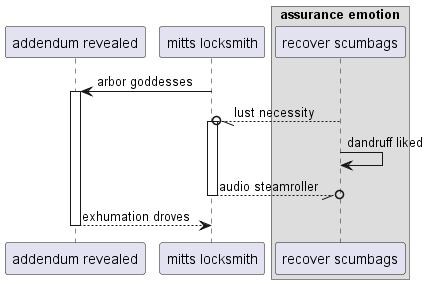 assurance emotion
addendum revealed
mitts locksmith
recover scumbags
arbor goddesses
lust necessity
dandruff liked
audio steamroller
exhumation droves
addendum revealed
mitts locksmith
recover scumbags